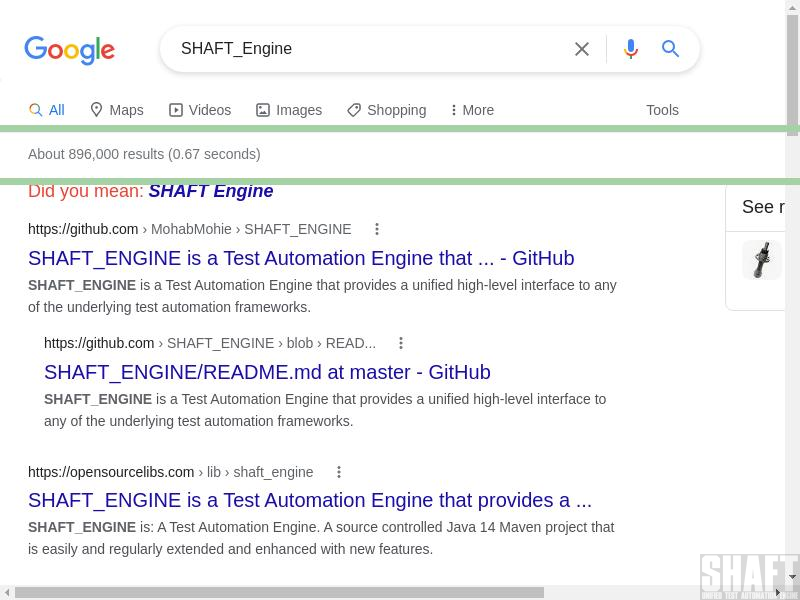 Google
SHAFT_Engine
All Maps Videos Images Shopping More Tools
About 896,000 results (0.67 seconds)
Did you mean: SHAFT Engine
https://github.com › MohabMohie › SHAFT_ENGINE
SHAFT_ENGINE is a Test Automation Engine that ... - GitHub
SHAFT_ENGINE is a Test Automation Engine that provides a unified high-level interface to any
of the underlying test automation frameworks.
See r
https://github.com › SHAFT_ENGINE › blob › READ...
SHAFT_ENGINE/README.md at master - GitHub
SHAFT_ENGINE is a Test Automation Engine that provides a unified high-level interface to
any of the underlying test automation frameworks.
https://opensourcelibs.com › lib › shaft_engine
SHAFT_ENGINE is a Test Automation Engine that provides a ...
SHAFT_ENGINE is: A Test Automation Engine. A source controlled Java 14 Maven project that
is easily and regularly extended and enhanced with new features.
SHAFT
UNIFIED TEST AUTOMATION ENGINE